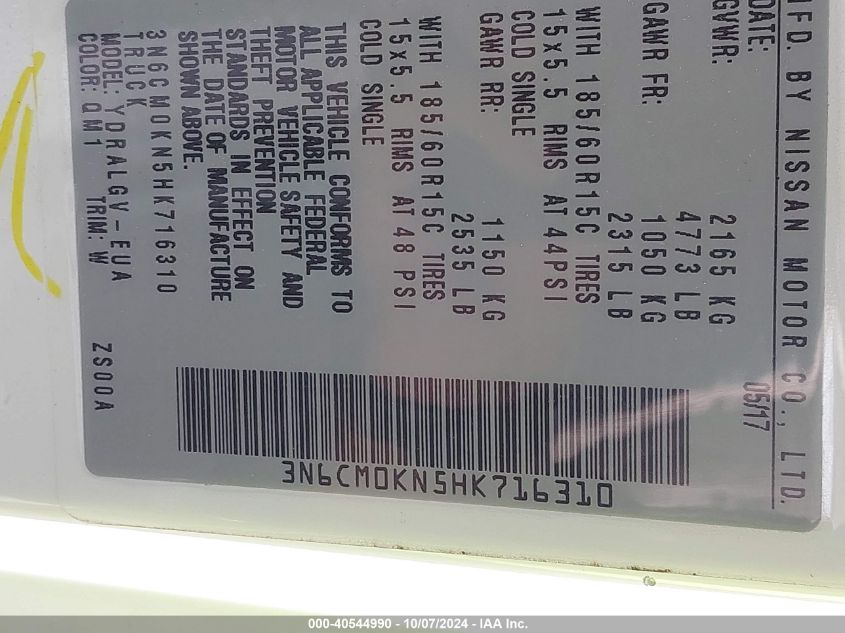 MFD. BY NISSAN MOTOR CO., LTD.
DATE: 05/17
GVWR: 2165 KG
4773 LB
GAWR FR: 1050 KG
2315 LB
WITH 185/60R15C TIRES
15x5.5 RIMS AT 44PSI
COLD SINGLE
GAWR RR: 1150 KG
2535 LB
WITH 185/60R15C TIRES
15x5.5 RIMS AT 48 PSI
COLD SINGLE
THIS VEHICLE CONFORMS TO
ALL APPLICABLE FEDERAL
MOTOR VEHICLE SAFETY AND
THEFT PREVENTION
STANDARDS IN EFFECT ON
THE DATE OF MANUFACTURE
SHOWN ABOVE.
3N6CM0KN5HK716310
TRUCK
MODEL: YDRALGV-EUA
COLOR: QM1 TRIM: W ZS00A
3N6CM0KN5HK716310
000-40544990 - 10/07/2024 - IAA Inc.